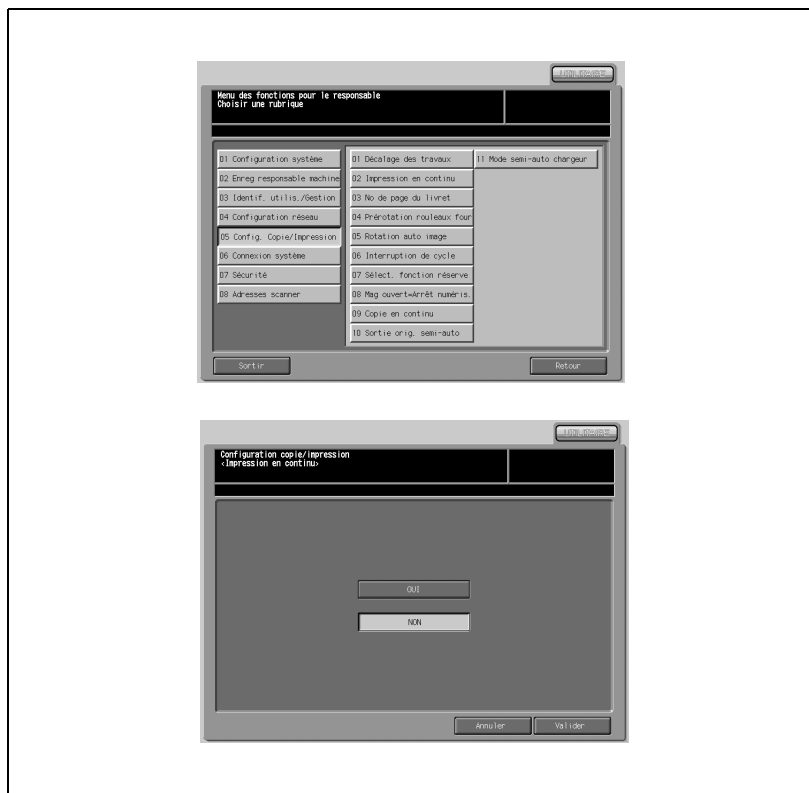 Menu des fonctions pour le responsable
Choisir une rubrique
01 Configuration système
02 Enreg responsable machine
03 Identif. utilis./Gestion
04 Configuration réseau
05 Config. Copie/Impression
06 Connexion système
07 Sécurité
08 Adresses scanner
01 Décalage des travaux
02 Impression en continu
03 No de page du livret
04 Prérotation rouleaux four
05 Rotation auto image
06 Interruption de cycle
07 Sélect. fonction réserve
08 Mag ouvert=Arrêt numéris.
09 Copie en continu
10 Sortie orig. semi-auto
11 Mode semi-auto chargeur
Sortir
Retour
Configuration copie/impression
<Impression en continu>
OUI
NON
Annuler
Valider